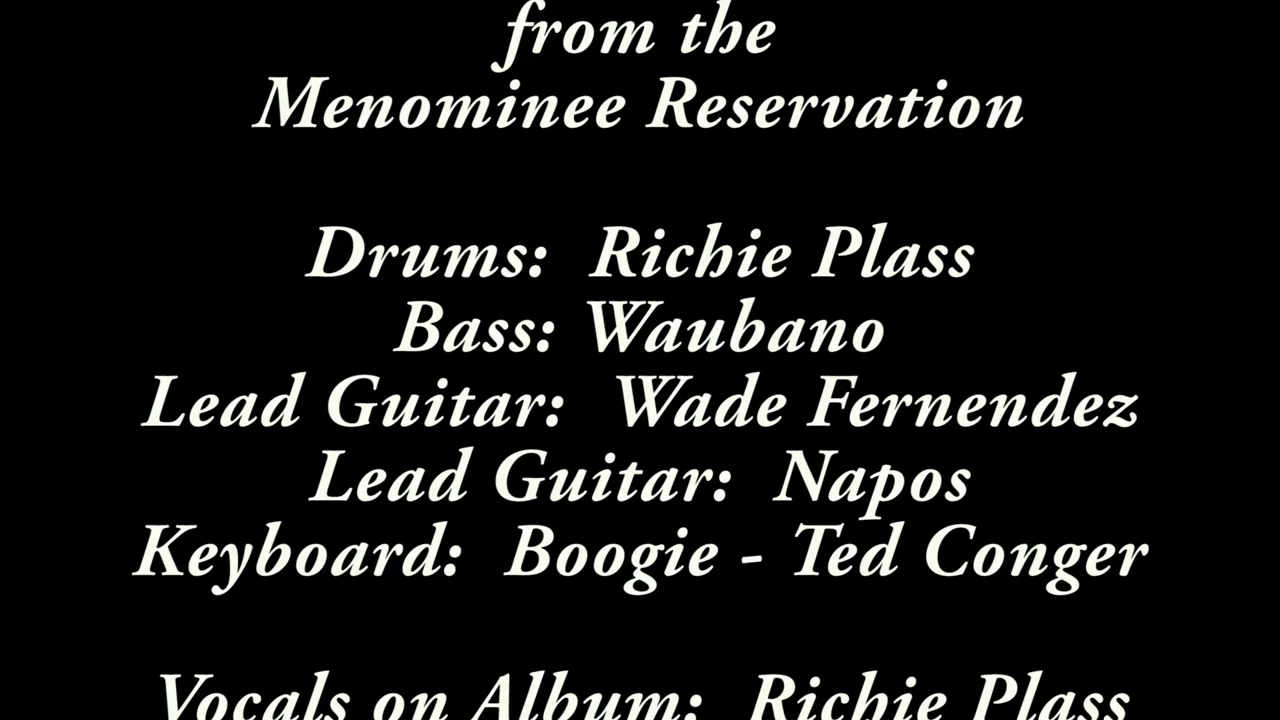 from the
Menominee Reservation
Drums: Richie Plass
Bass: Waubano
Lead Guitar: Wade Fernendez
Lead Guitar: Napos
Keyboard: Boogie - Ted Conger
Vocals on Album: Richie Plass